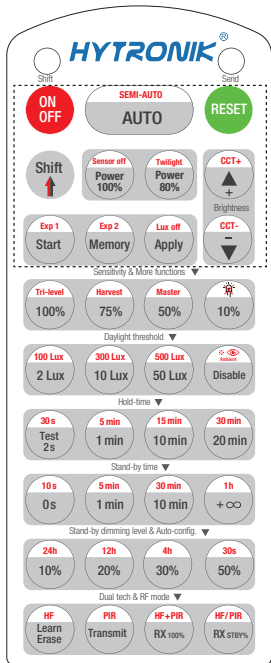 HYTRONIK®
Shift Send
ON
OFF
SEMI-AUTO
AUTO
RESET
Shift
Sensor off
Power
100%
Twilight
Power
80%
CCT+
+
Brightness
Exp 1
Start
Exp 2
Memory
Lux off
Apply
CCT-
-
Sensitivity & More functions ▼
Tri-level Harvest Master
100% 75% 50% 10%
Daylight threshold ▼
100 Lux 300 Lux 500 Lux Ambient
2 Lux 10 Lux 50 Lux Disable
Hold-time ▼
30 s 5 min 15 min 30 min
Test
2s
1 min 10 min 20 min
Stand-by time ▼
10 s 5 min 30 min 1h
0s 1 min 10 min +∞
Stand-by dimming level & Auto-config. ▼
24h 12h 4h 30s
10% 20% 30% 50%
Dual tech & RF mode ▼
HF PIR HF+PIR HF/PIR
Learn
Erase
Transmit RX 100% RX STBY%